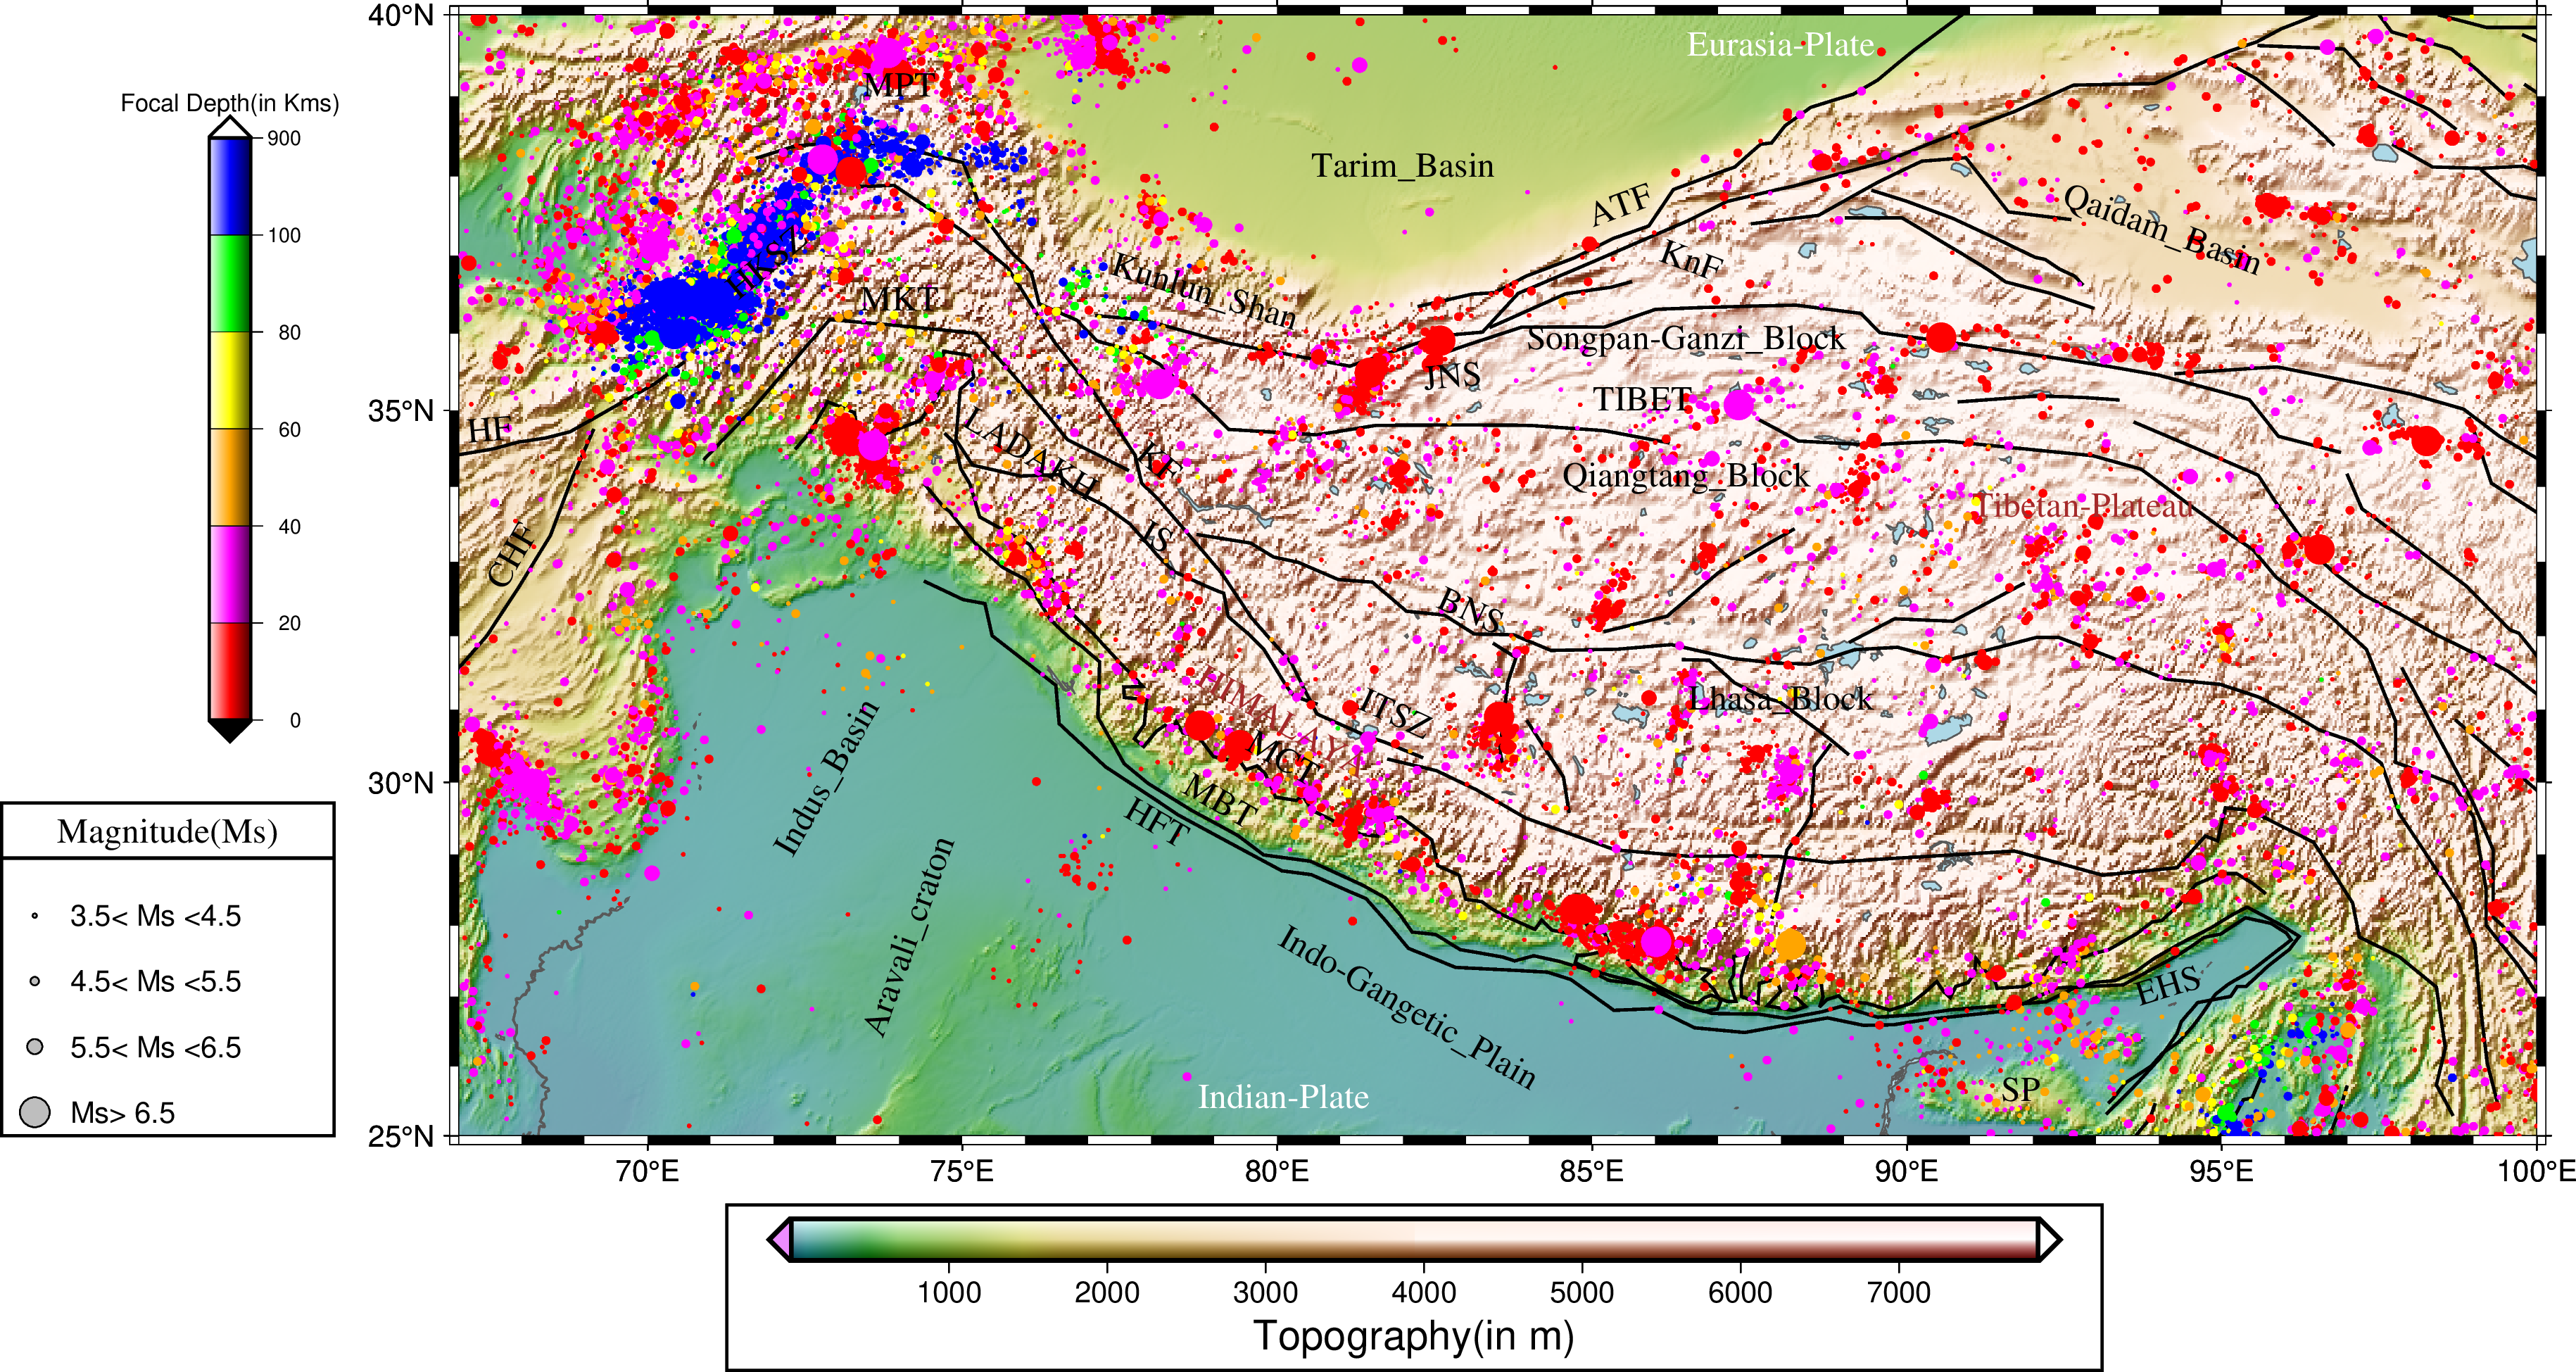 40°N
35°N
30°N
25°N
70°E
75°E
80°E
85°E
90°E
95°E
100°E
Focal Depth(in Kms)
900
100
80
60
40
20
0
Magnitude(Ms)
3.5< Ms <4.5
4.5< Ms <5.5
5.5< Ms <6.5
Ms> 6.5
Eurasia-Plate
MPT
Tarim_Basin
ATF
Qaidam_Basin
HKSZ
KnF
Kunlun_Shan
MKT
Songpan-Ganzi_Block
JNS
TIBET
HF
LADAKH
KF
Qiangtang_Block
Tibetan-Plateau
CHF
IS
BNS
HIMALAYA
ITSZ
Lhasa_Block
MCT
MBT
HFT
Indus_Basin
Aravali_craton
Indo-Gangetic_Plain
EHS
SP
Indian-Plate
1000
2000
3000
4000
5000
6000
7000
Topography(in m)